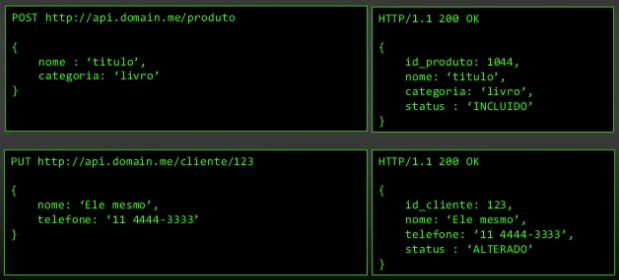 POST http://api.domain.me/produto
{
nome : ‘titulo’,
categoria: ‘livro’
}
HTTP/1.1 200 OK
{
id_produto: 1044,
nome: ‘titulo’,
categoria: ‘livro’,
status : ‘INCLUIDO’
}
PUT http://api.domain.me/cliente/123
{
nome: ‘Ele mesmo’,
telefone: ‘11 4444-3333’
}
HTTP/1.1 200 OK
{
id_cliente: 123,
nome: ‘Ele mesmo’,
telefone: ’11 4444-3333’,
status : ‘ALTERADO’
}